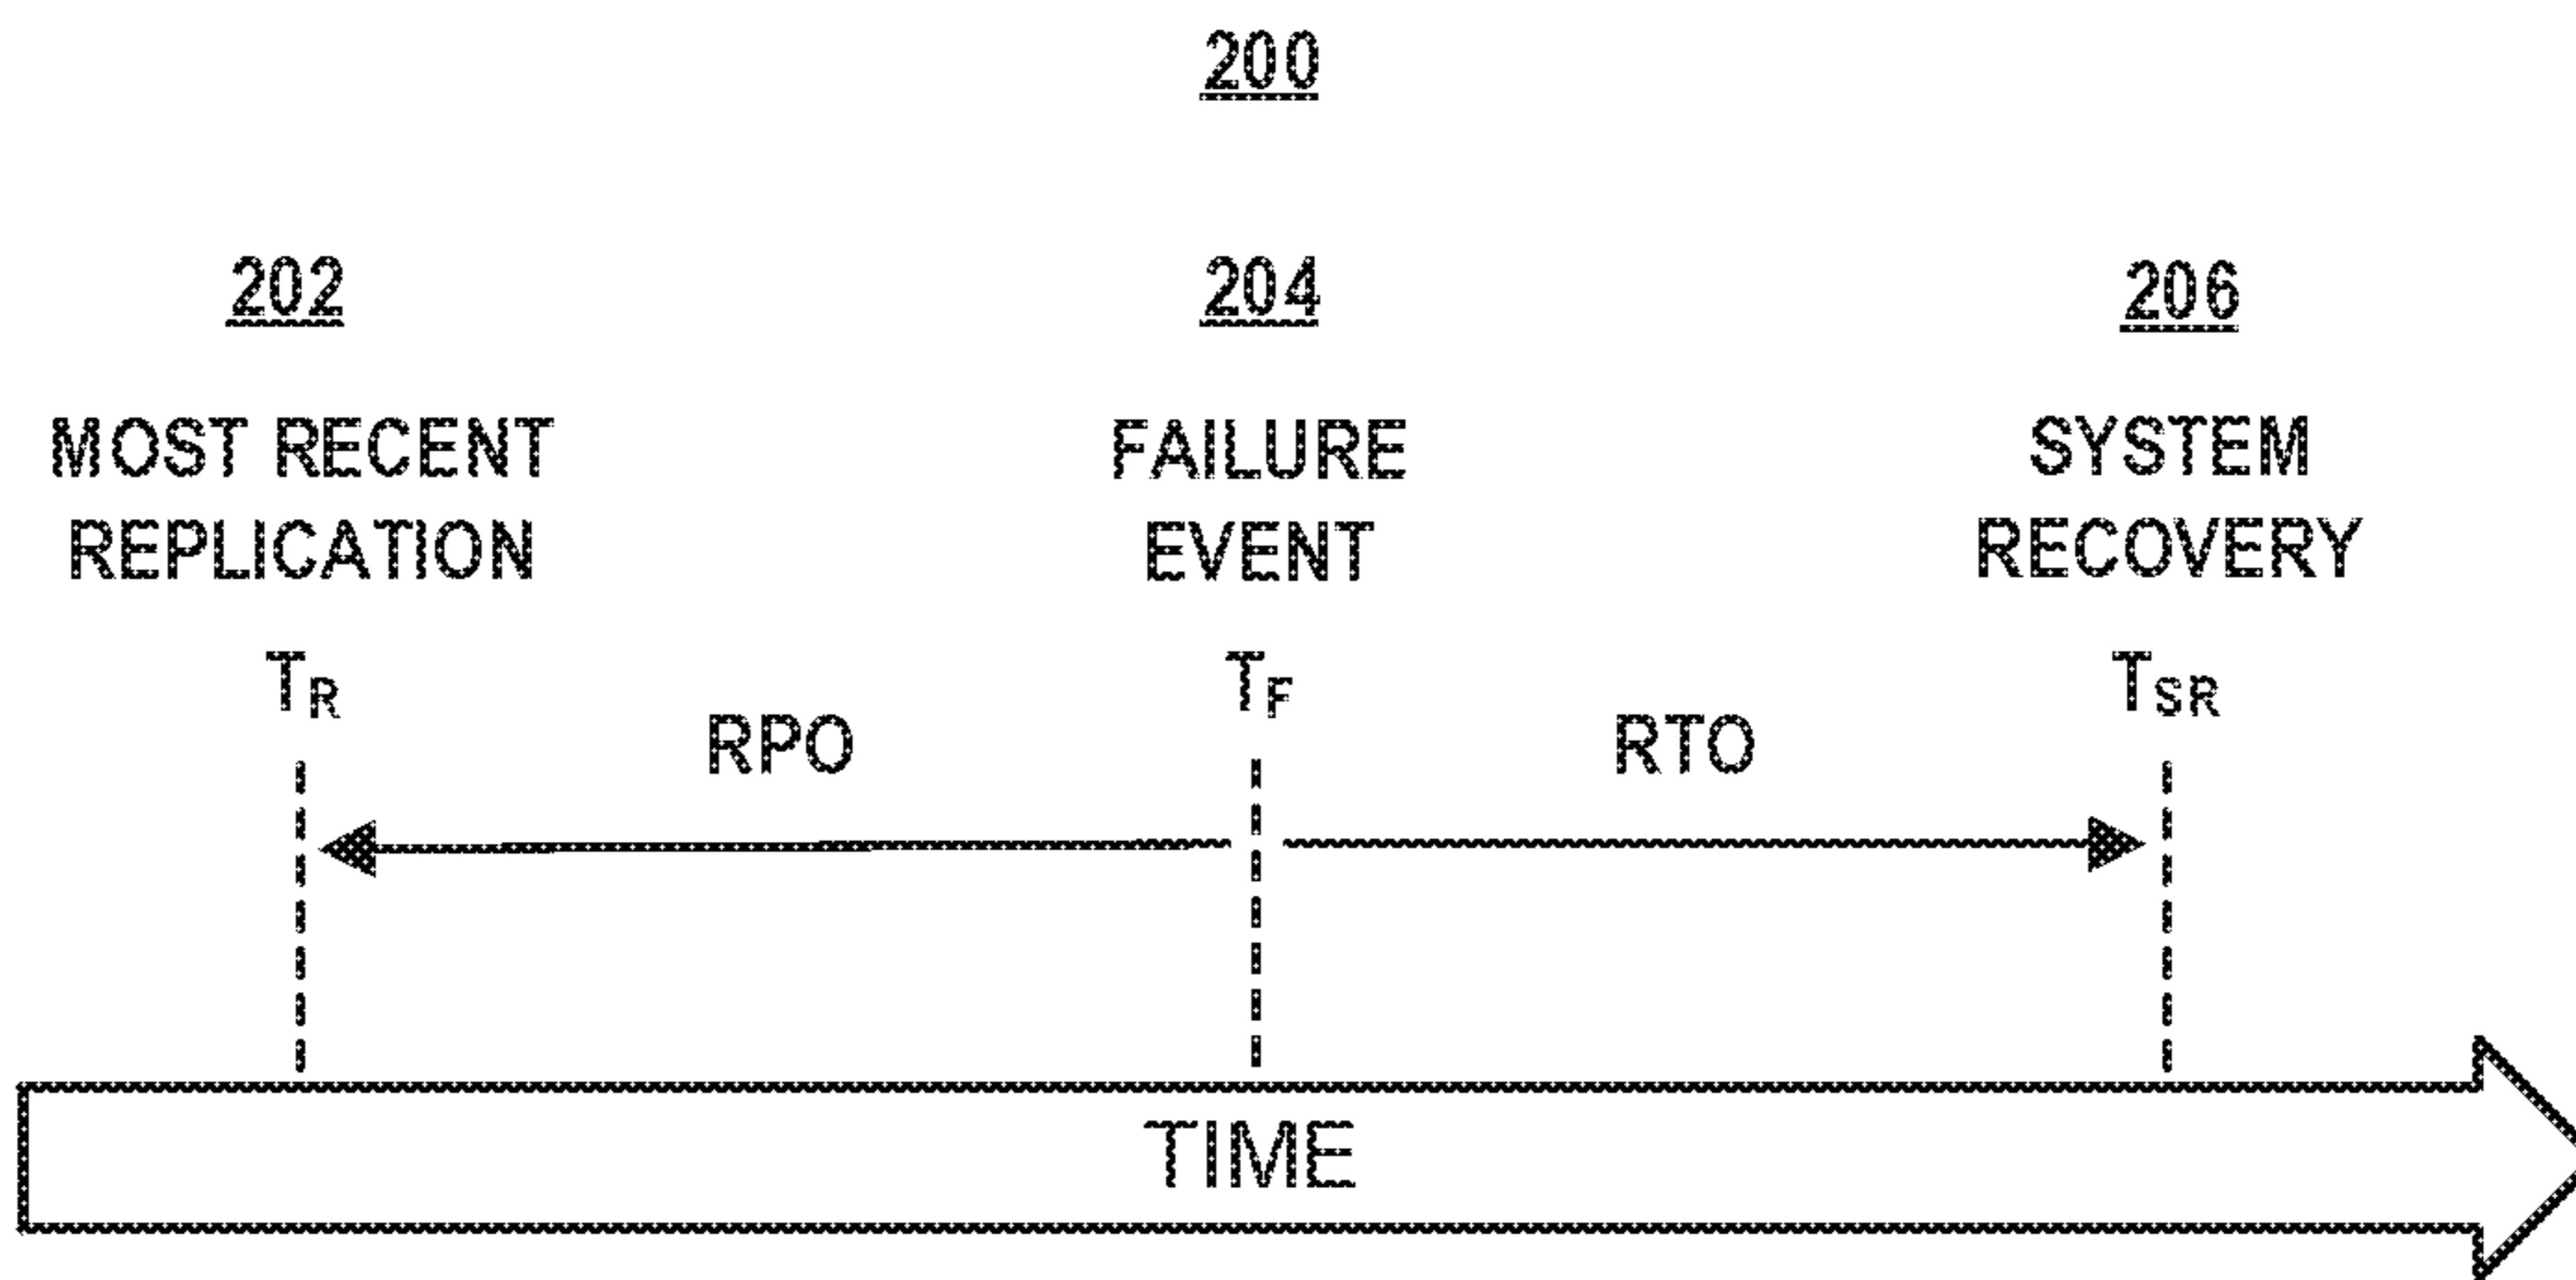 200
202
204
206
MOST RECENT
REPLICATION
FAILURE
EVENT
SYSTEM
RECOVERY
TR
TF
TSR
RPO
RTO
TIME